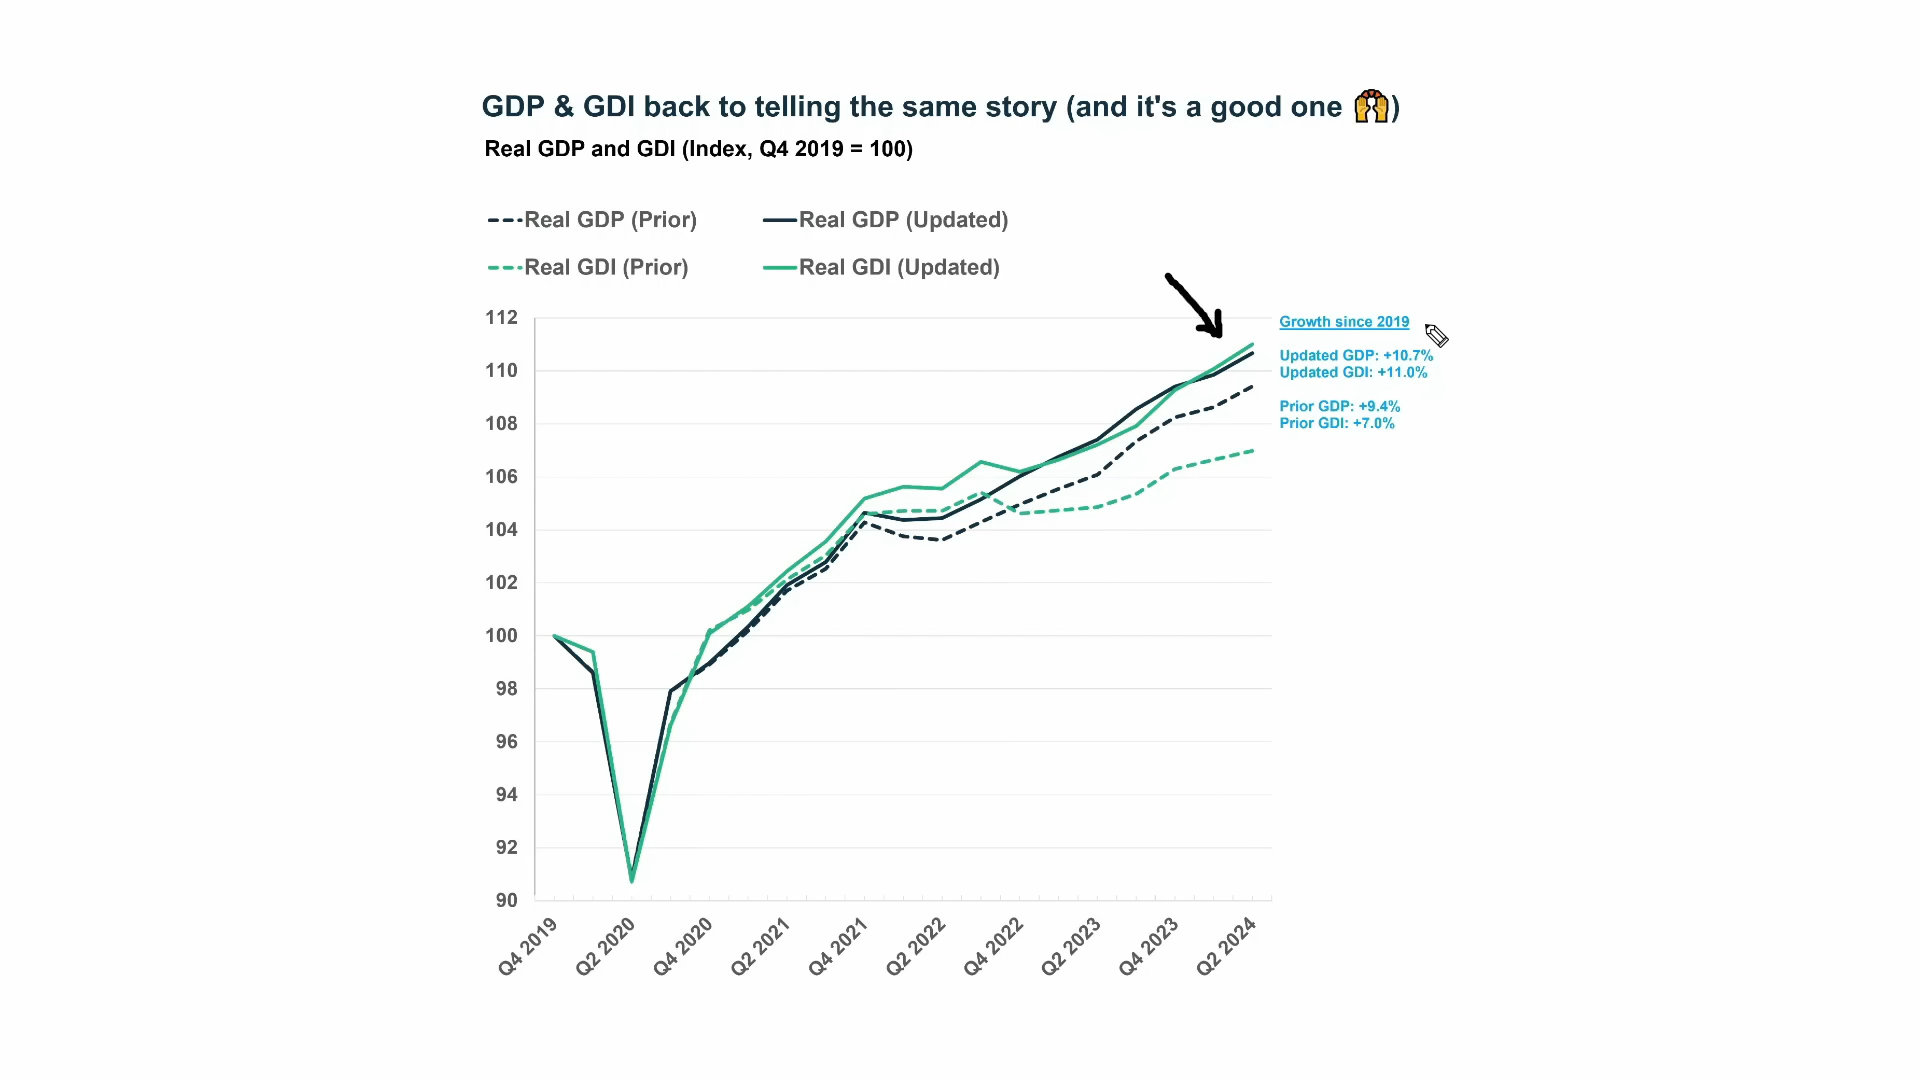 GDP & GDI back to telling the same story (and it's a good one 🙌)
Real GDP and GDI (Index, Q4 2019 = 100)
Real GDP (Prior)
Real GDP (Updated)
Real GDI (Prior)
Real GDI (Updated)
112
110
108
106
104
102
100
98
96
94
92
90
Growth since 2019
Updated GDP: +10.7%
Updated GDI: +11.0%
Prior GDP: +9.4%
Prior GDI: +7.0%
Q4 2019
Q2 2020
Q4 2020
Q2 2021
Q4 2021
Q2 2022
Q4 2022
Q2 2023
Q4 2023
Q2 2024